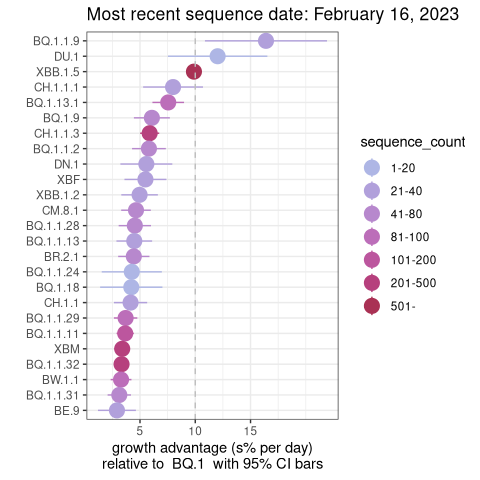 Most recent sequence date: February 16, 2023
BQ.1.1.9
DU.1
XBB.1.5
CH.1.1.1
BQ.1.13.1
BQ.1.9
CH.1.1.3
BQ.1.1.2
DN.1
XBF
XBB.1.2
CM.8.1
BQ.1.1.28
BQ.1.1.13
BR.2.1
BQ.1.1.24
BQ.1.18
CH.1.1
BQ.1.1.29
BQ.1.1.11
XBM
BQ.1.1.32
BW.1.1
BQ.1.1.31
BE.9
5 10 15
growth advantage (s% per day)
relative to BQ.1 with 95% CI bars
sequence_count
1-20
21-40
41-80
81-100
101-200
201-500
501-